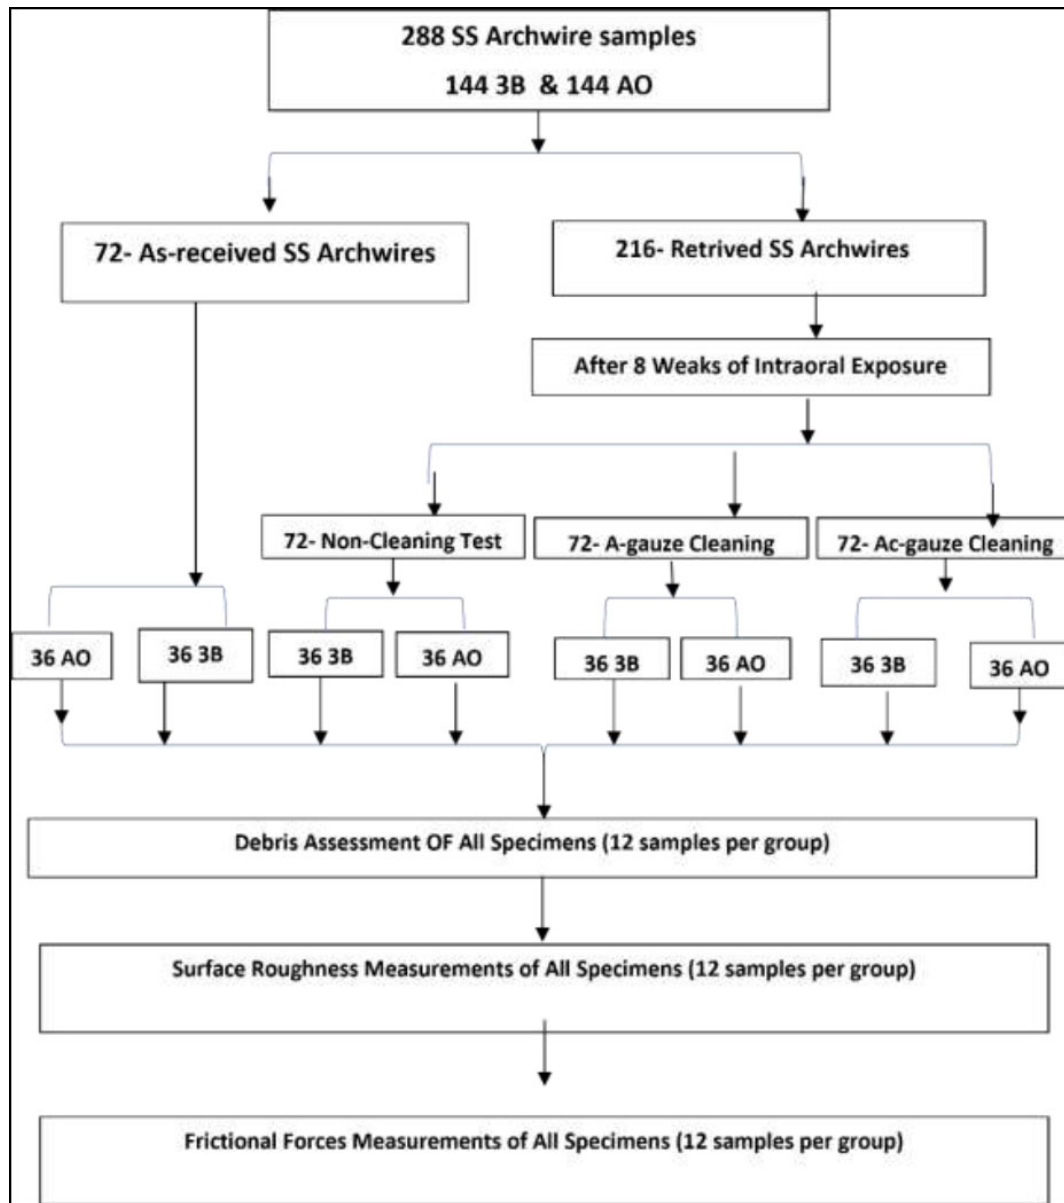 288 SS Archwire samples
144 3B & 144 AO
72- As-received SS Archwires
216- Retrived SS Archwires
After 8 Weaks of Intraoral Exposure
72- Non-Cleaning Test
72- A-gauze Cleaning
72- Ac-gauze Cleaning
36 AO
36 3B
36 3B
36 AO
36 3B
36 AO
36 3B
36 AO
Debris Assessment OF All Specimens (12 samples per group)
Surface Roughness Measurements of All Specimens (12 samples per group)
Frictional Forces Measurements of All Specimens (12 samples per group)